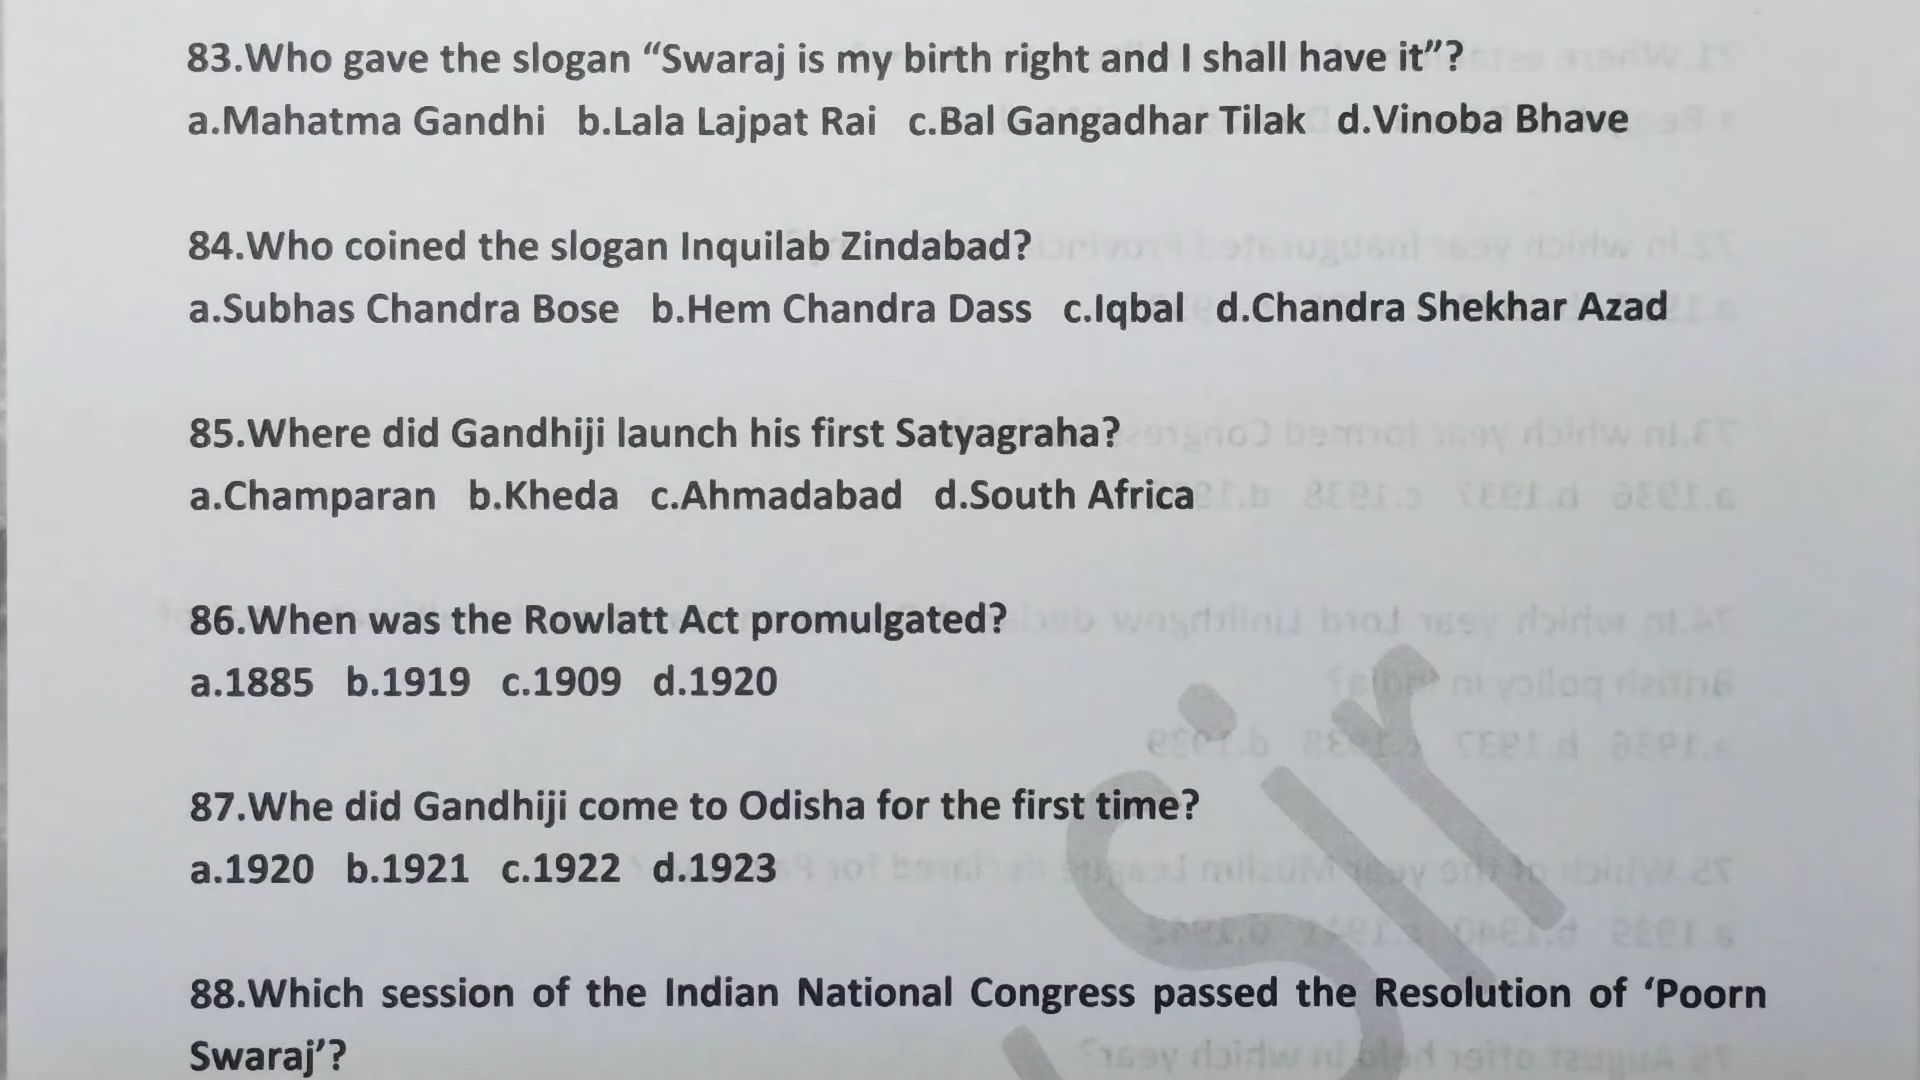 83.Who gave the slogan “Swaraj is my birth right and I shall have it”?
a.Mahatma Gandhi b.Lala Lajpat Rai c.Bal Gangadhar Tilak d.Vinoba Bhave
84.Who coined the slogan Inquilab Zindabad?
a.Subhas Chandra Bose b.Hem Chandra Dass c.Iqbal d.Chandra Shekhar Azad
85.Where did Gandhiji launch his first Satyagraha?
a.Champaran b.Kheda c.Ahmadabad d.South Africa
86.When was the Rowlatt Act promulgated?
a.1885 b.1919 c.1909 d.1920
87.Whe did Gandhiji come to Odisha for the first time?
a.1920 b.1921 c.1922 d.1923
88.Which session of the Indian National Congress passed the Resolution of ‘Poorn
Swaraj’?
Sir